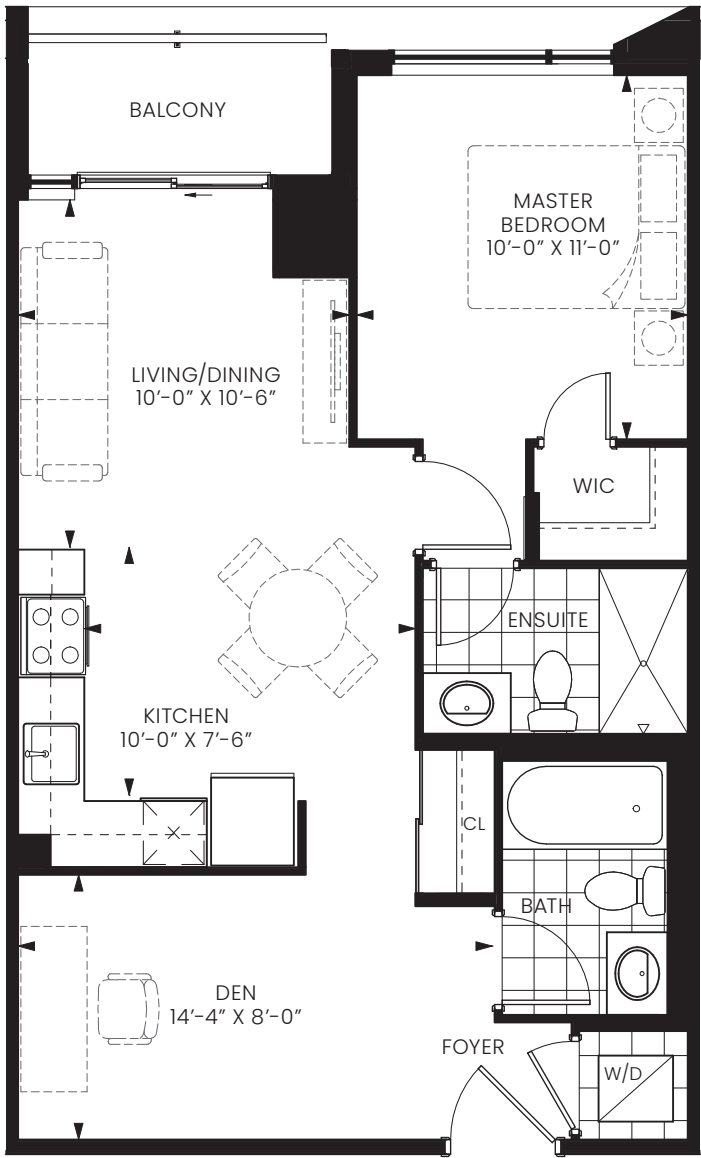 BALCONY
MASTER
BEDROOM
10’-0” X 11’-0”
LIVING/DINING
10’-0” X 10’-6”
WIC
ENSUITE
KITCHEN
10’-0” X 7’-6”
CL
BATH
DEN
14’-4” X 8’-0”
FOYER
W/D